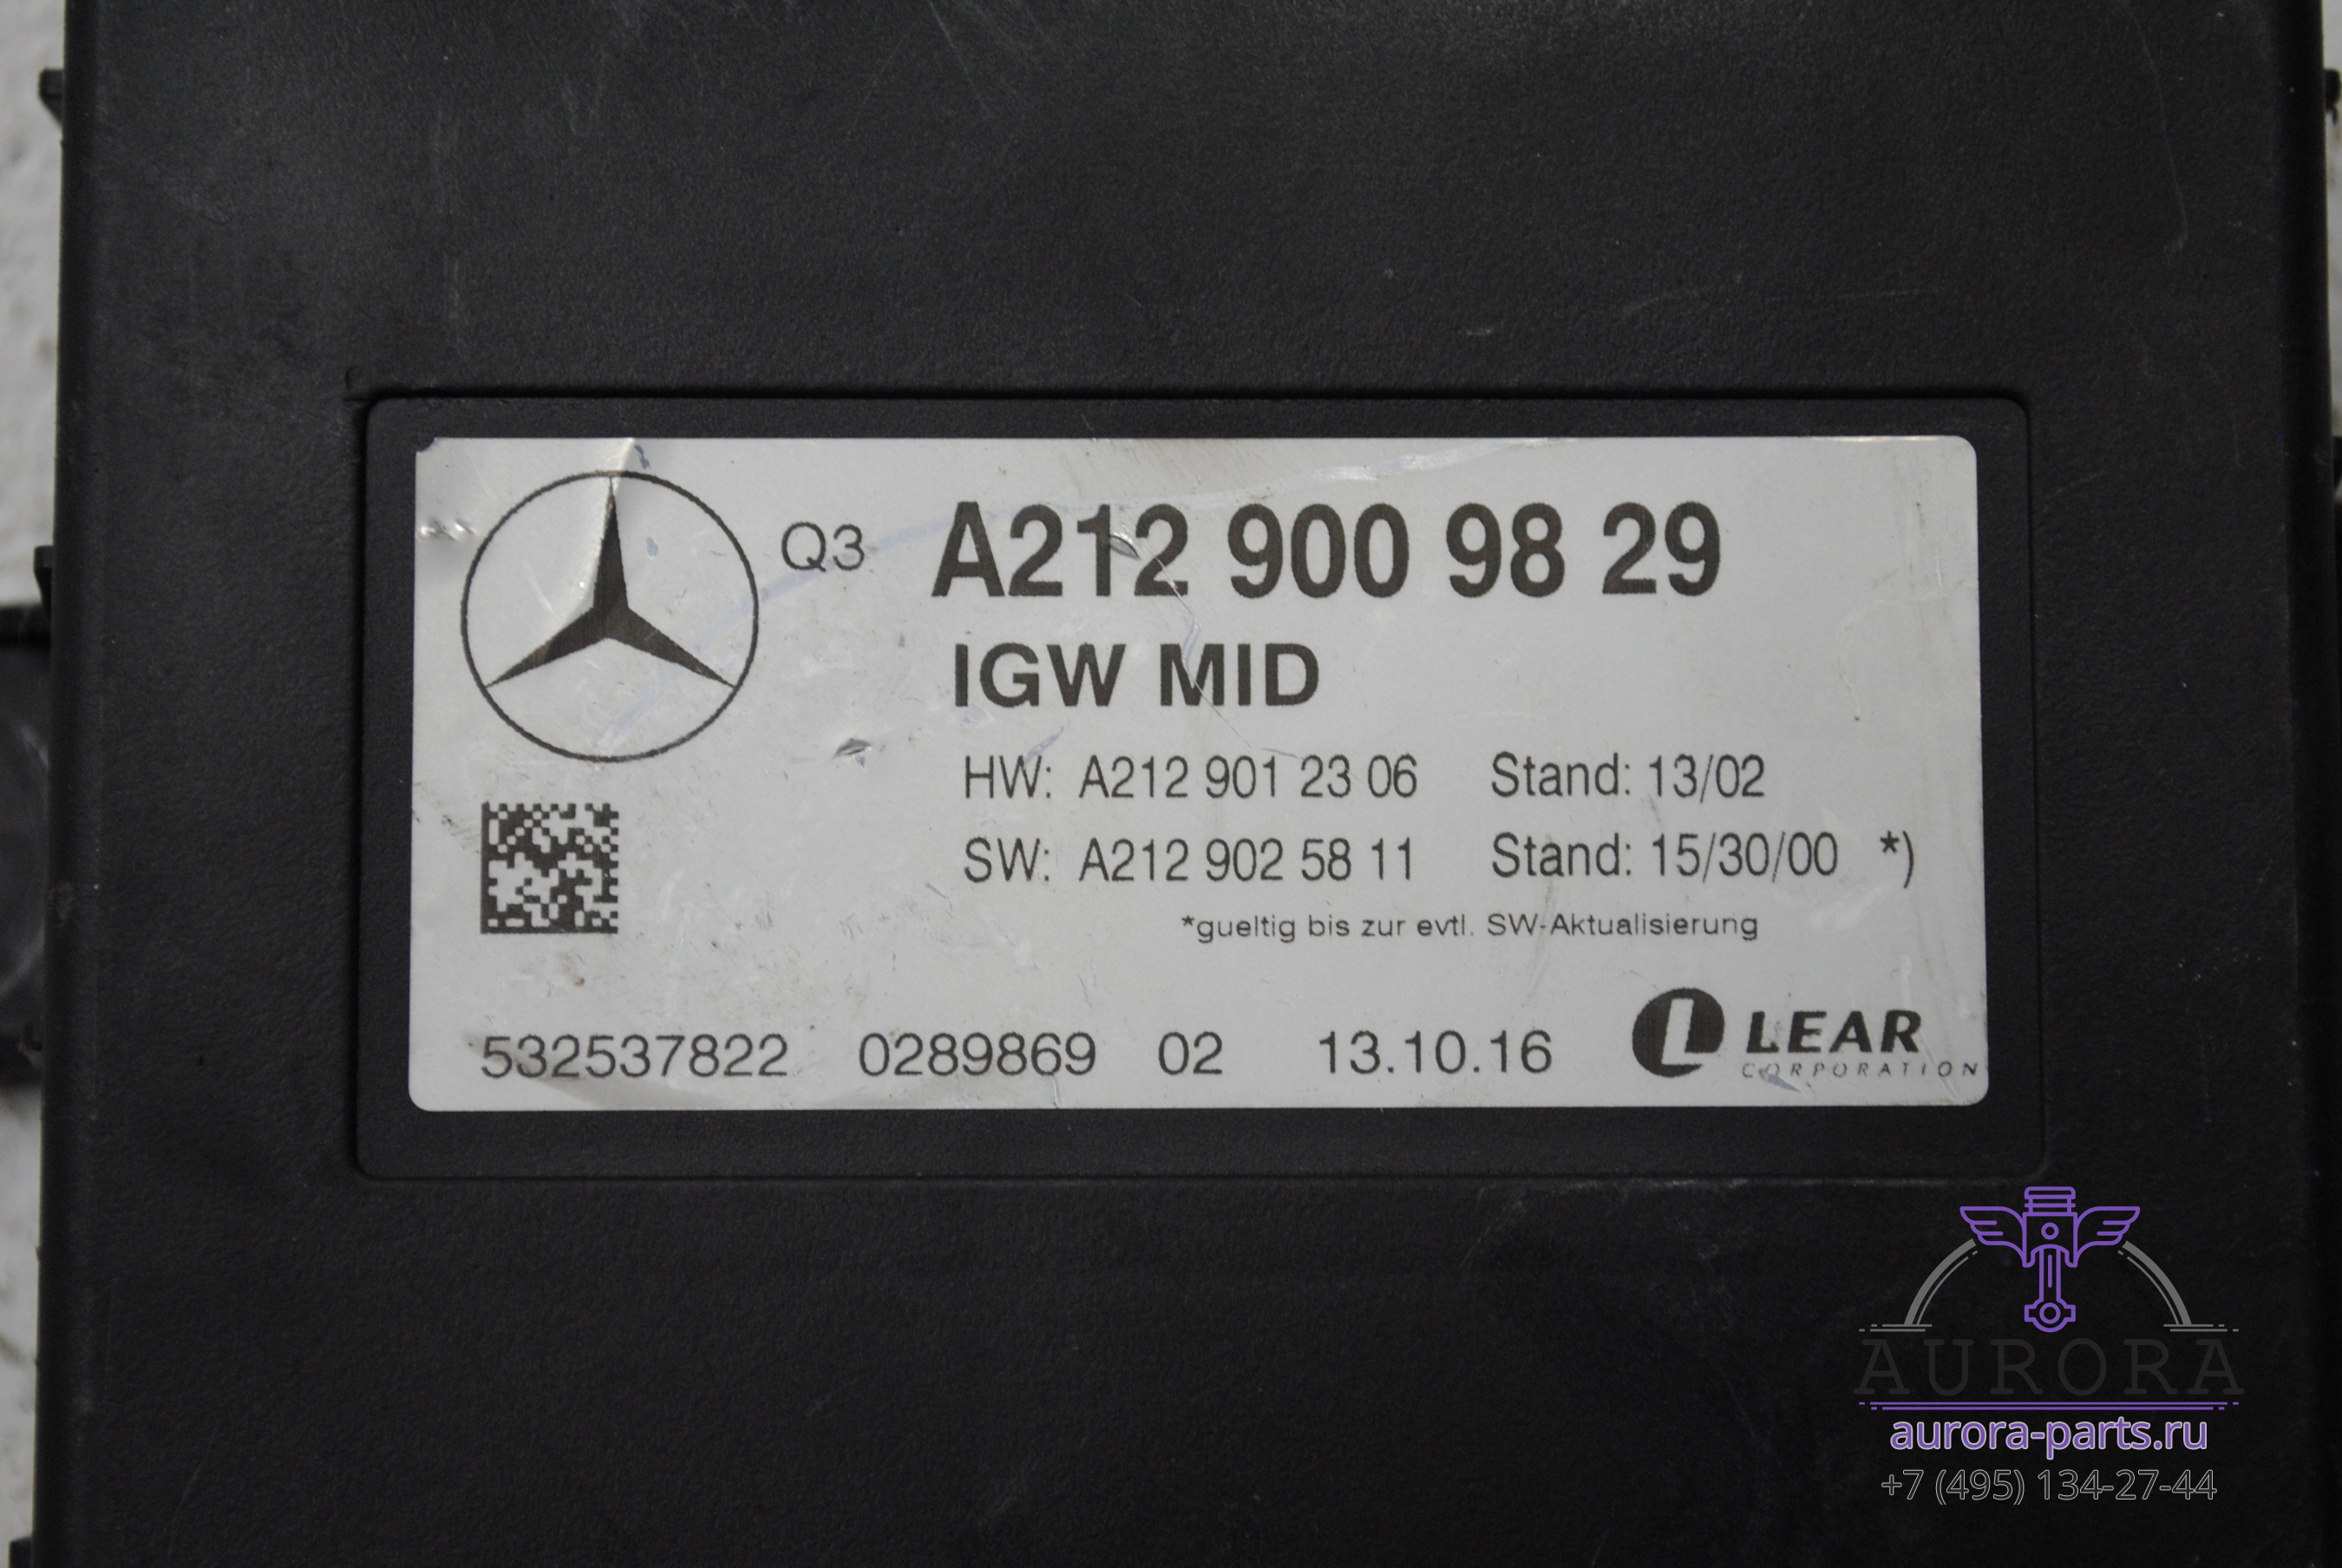 Q3 A212 900 98 29
IGW MID
HW: A212 901 23 06 Stand: 13/02
SW: A212 902 58 11 Stand: 15/30/00 *)
*gueltig bis zur evtl. SW-Aktualisierung
532537822 0289869 02 13.10.16
LEAR
CORPORATION
AURORA
aurora-parts.ru
+7 (495) 134-27-44